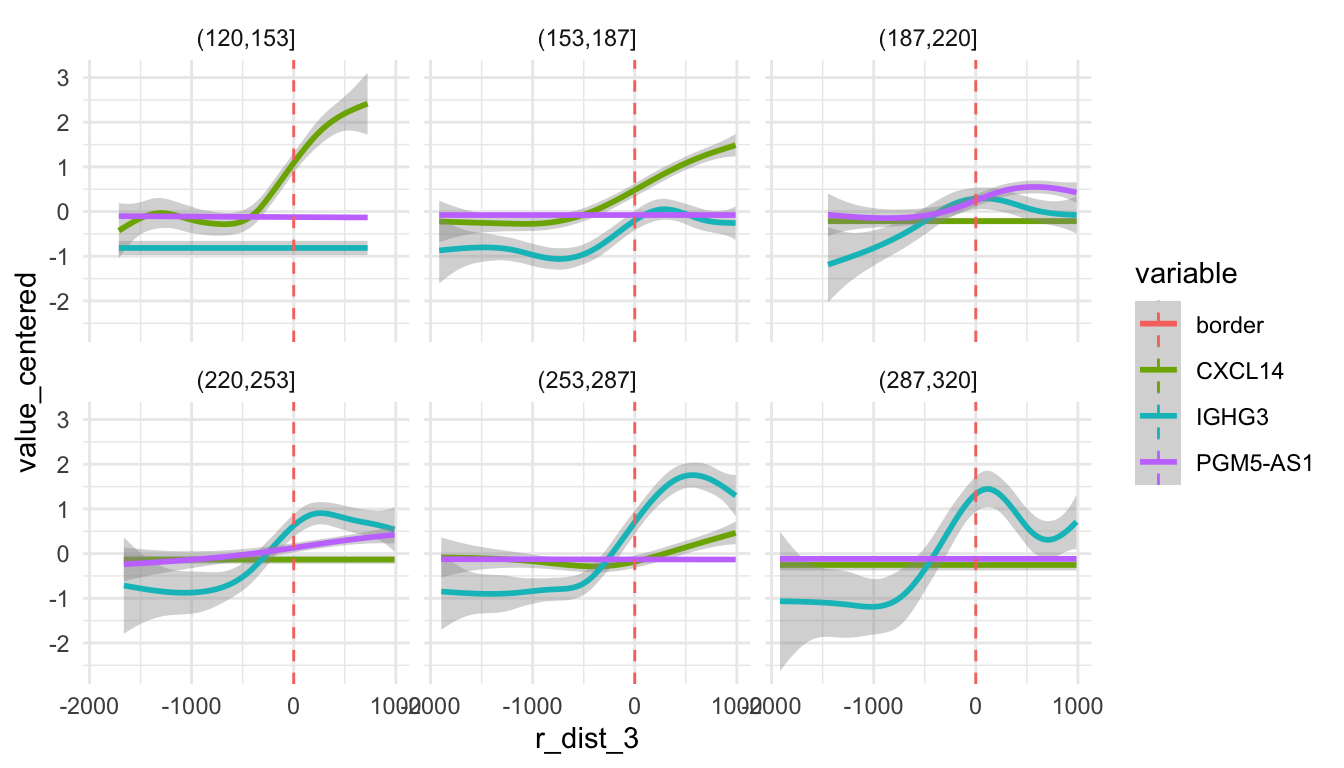 (120,153] (153,187] (187,220]
3
2
1
0
-1
-2
(220,253] (253,287] (287,320]
3
2
1
0
-1
-2
-2000 -1000 0 1000 -2000 -1000 0 1000 -2000 -1000 0 1000
r_dist_3
value_centered
variable
border
CXCL14
IGHG3
PGM5-AS1